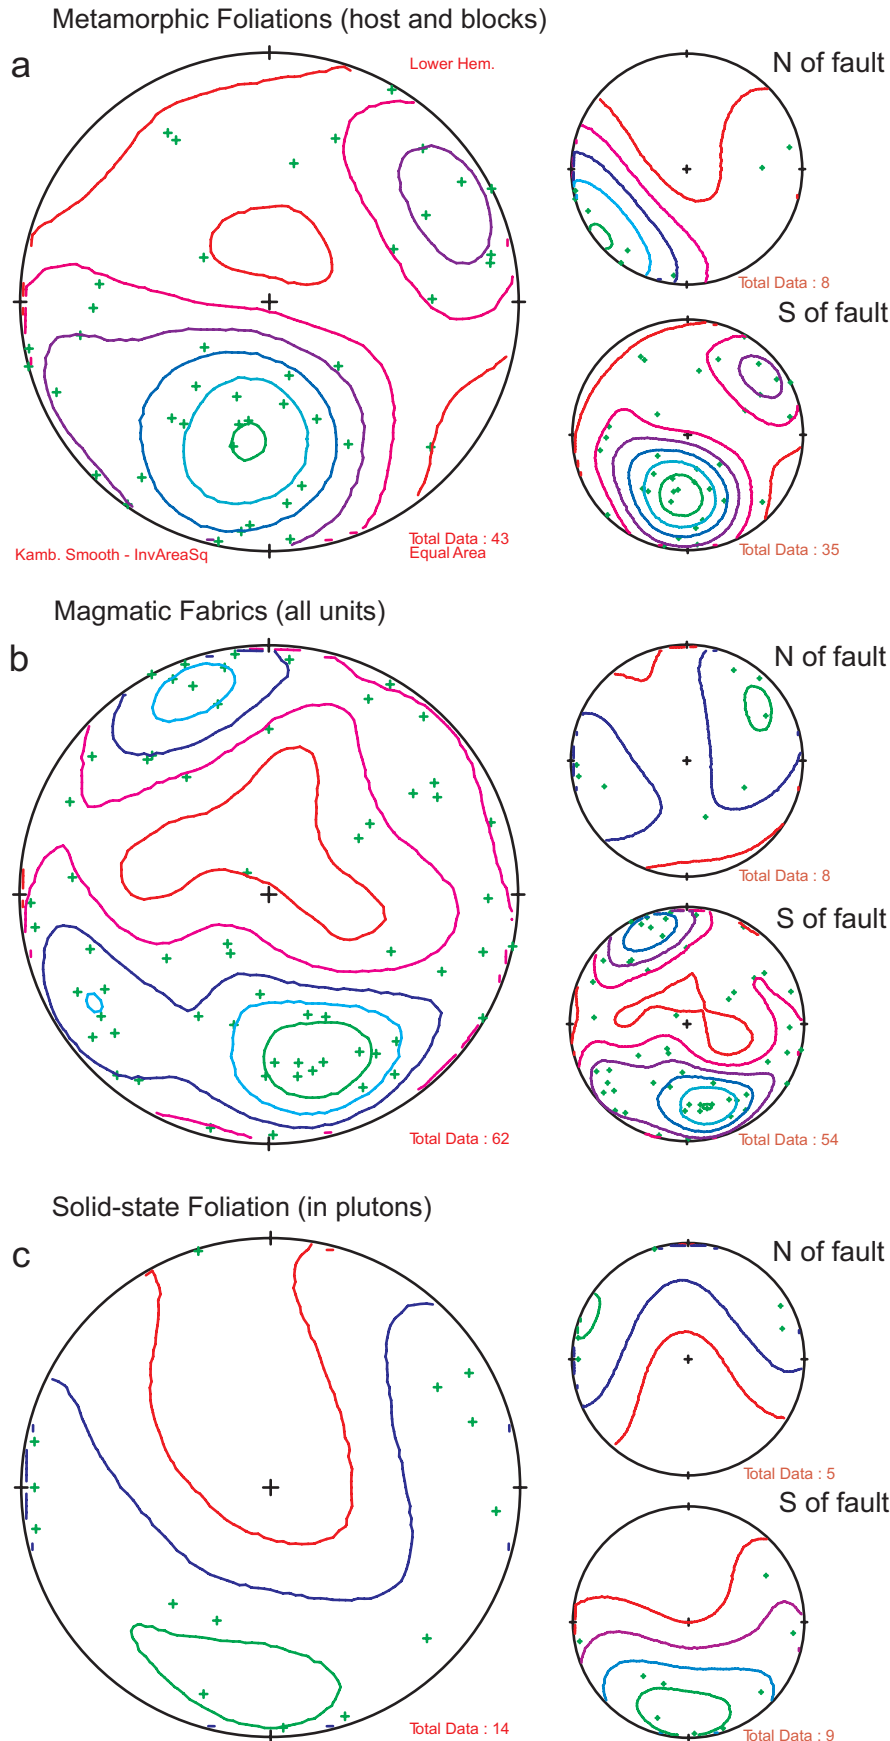 Metamorphic Foliations (host and blocks)
a
Lower Hem.
N of fault
Total Data : 8
S of fault
Total Data : 43
Equal Area
Kamb. Smooth - InvAreaSq
Total Data : 35
Magmatic Fabrics (all units)
b
N of fault
Total Data : 8
S of fault
Total Data : 62
Total Data : 54
Solid-state Foliation (in plutons)
c
N of fault
Total Data : 5
S of fault
Total Data : 14
Total Data : 9